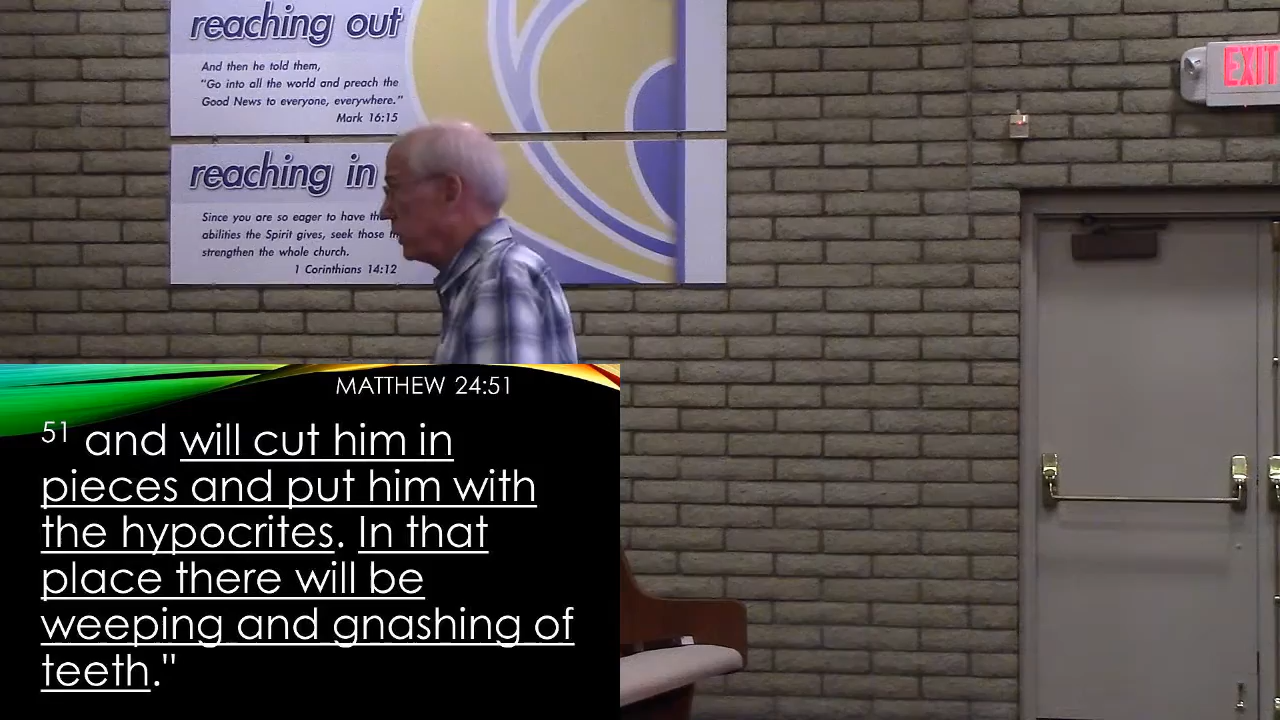 reaching out
And then he told them,
"Go into all the world and preach the
Good News to everyone, everywhere."
Mark 16:15
reaching in
Since you are so eager to have
abilities the Spirit gives, seek those
strengthen the whole church.
1 Corinthians 14:12
EXIT
MATTHEW 24:51
51 and will cut him in
pieces and put him with
the hypocrites. In that
place there will be
weeping and gnashing of
teeth."